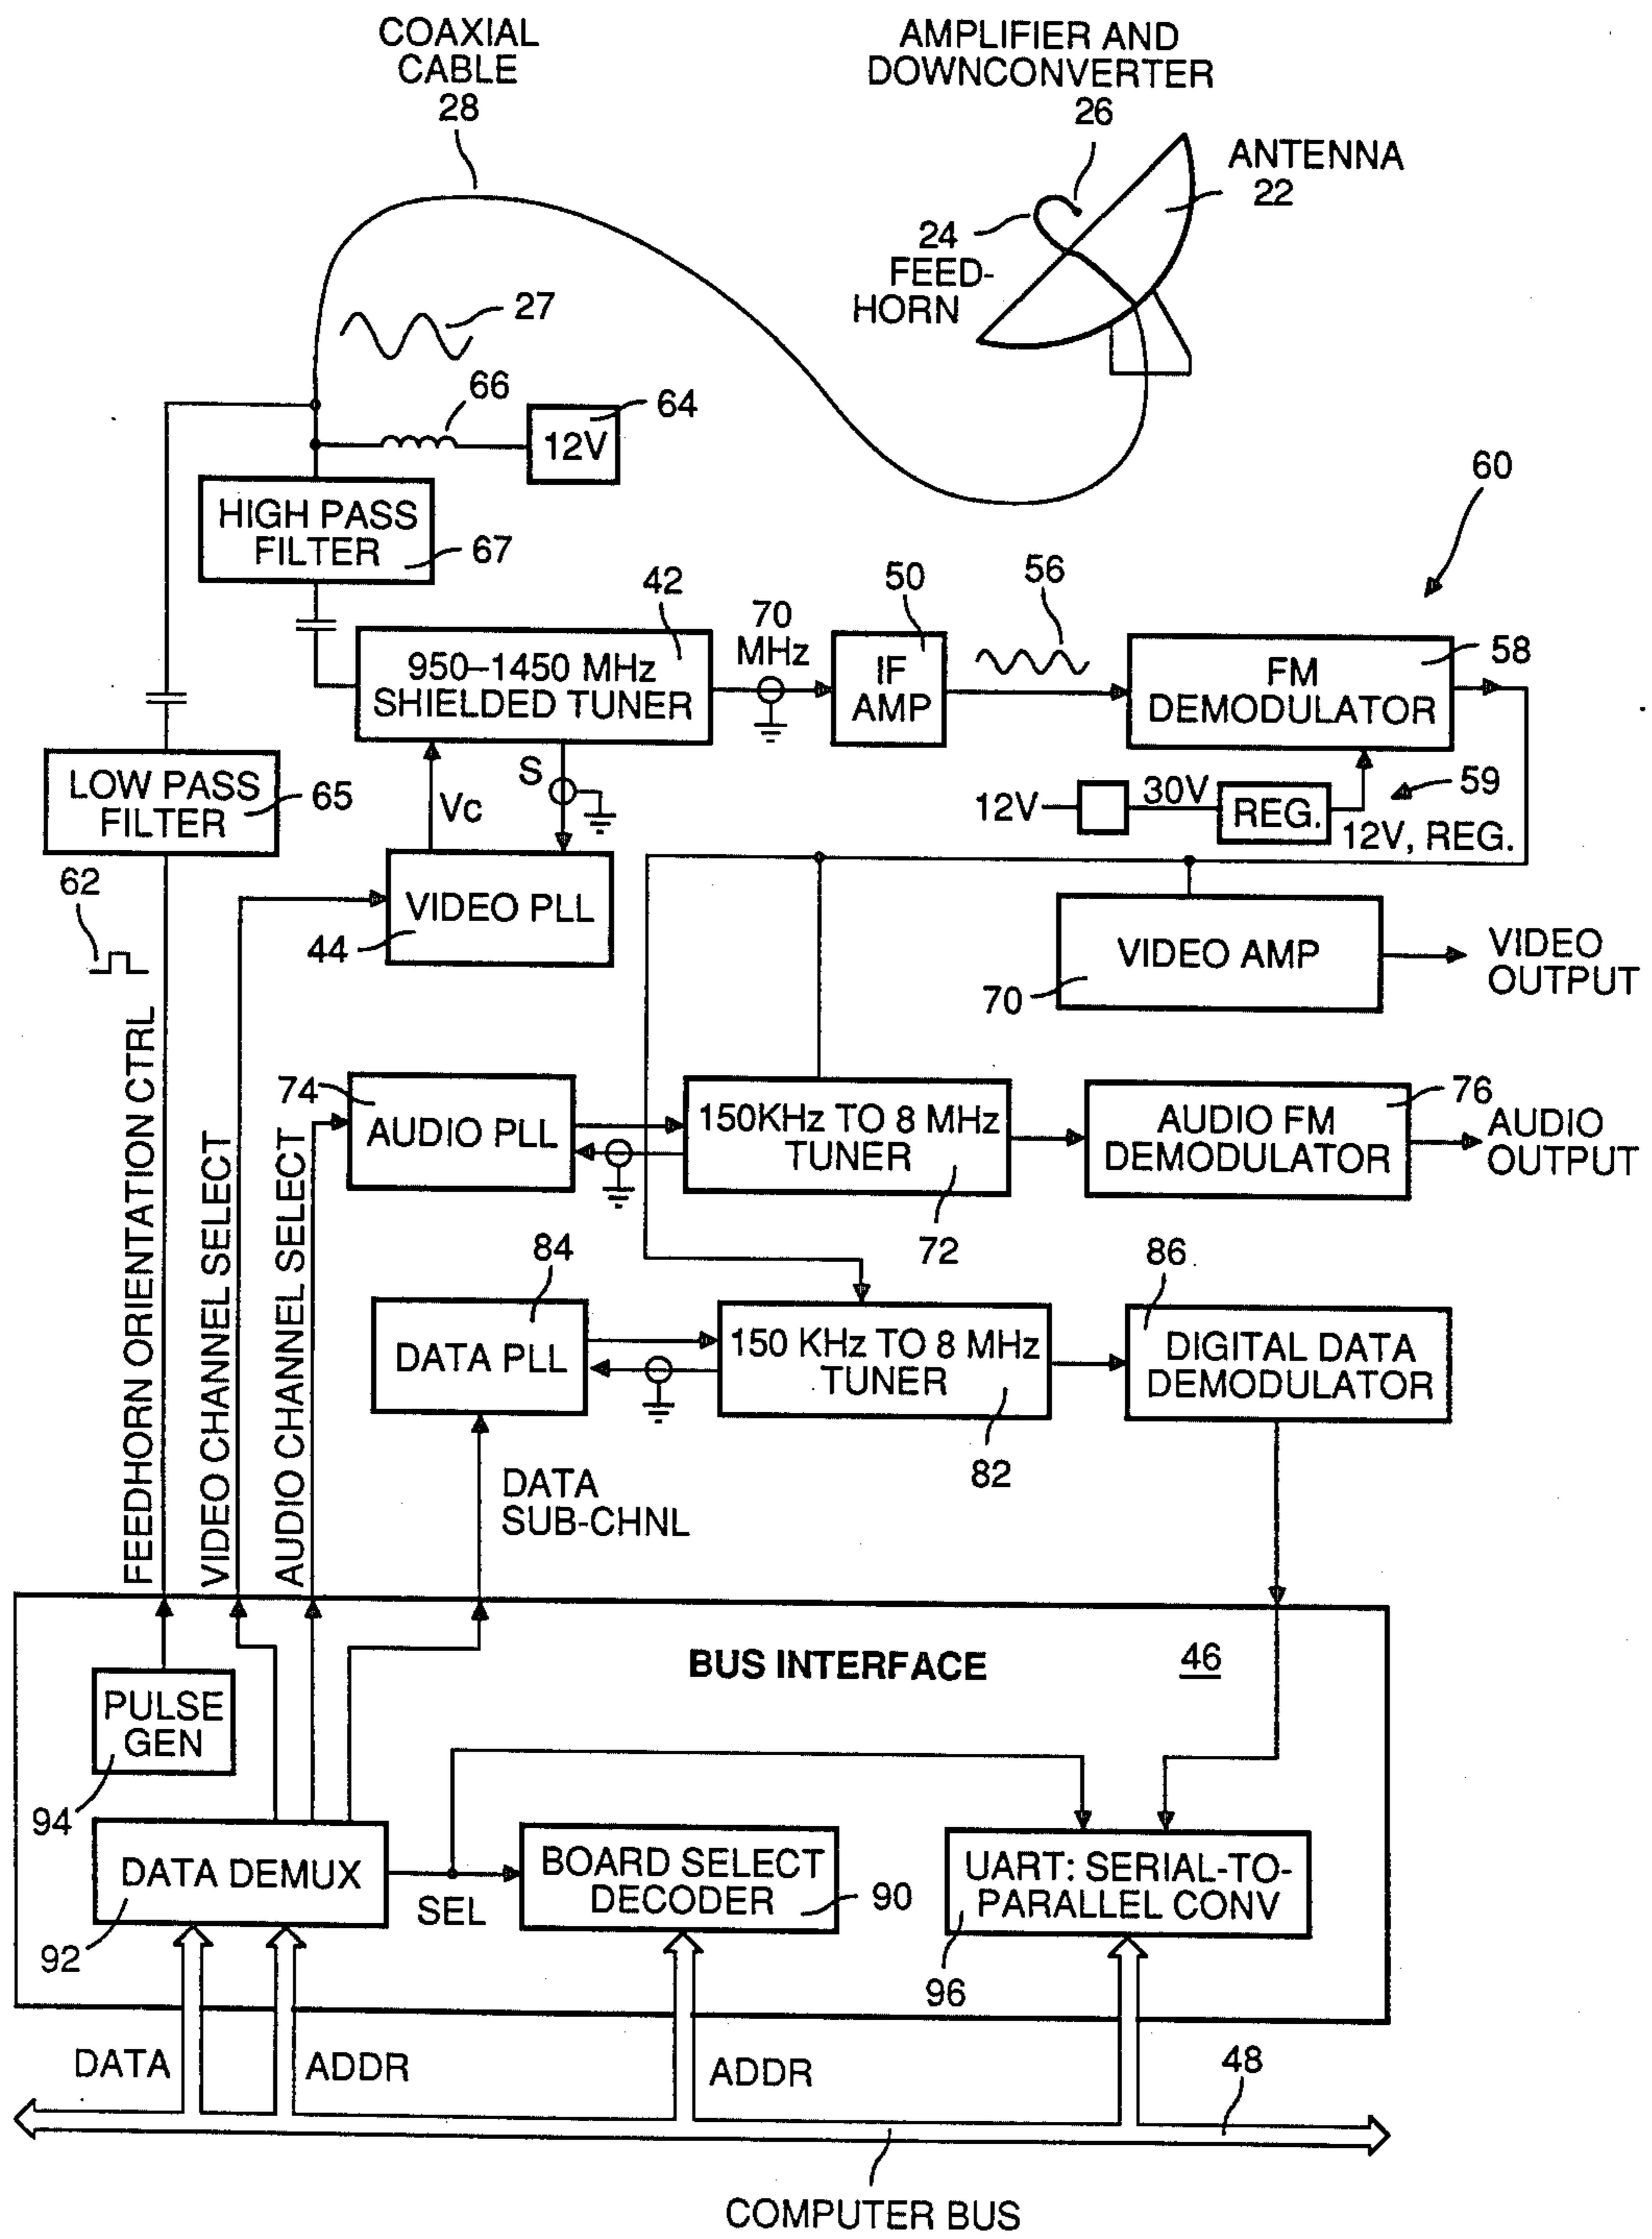 COAXIAL
CABLE
28
AMPLIFIER AND
DOWNCONVERTER
26
ANTENNA
22
24
FEED-
HORN
27
66
64
12V
60
HIGH PASS
FILTER
67
42
950–1450 MHz
SHIELDED TUNER
70
MHz
50
IF
AMP
56
58
FM
DEMODULATOR
LOW PASS
FILTER
65
Vc
S
12V
30V
REG.
59
12V, REG.
62
VIDEO PLL
44
VIDEO AMP
70
VIDEO
OUTPUT
FEEDHORN ORIENTATION CTRL
VIDEO CHANNEL SELECT
AUDIO CHANNEL SELECT
74
AUDIO PLL
150KHz TO 8 MHz
TUNER
72
AUDIO FM
DEMODULATOR
76
AUDIO
OUTPUT
84
DATA PLL
150 KHz TO 8 MHz
TUNER
82
86
DIGITAL DATA
DEMODULATOR
DATA
SUB-CHNL
BUS INTERFACE
46
PULSE
GEN
94
DATA DEMUX
92
SEL
BOARD SELECT
DECODER
90
UART: SERIAL-TO-
PARALLEL CONV
96
DATA
ADDR
ADDR
48
COMPUTER BUS